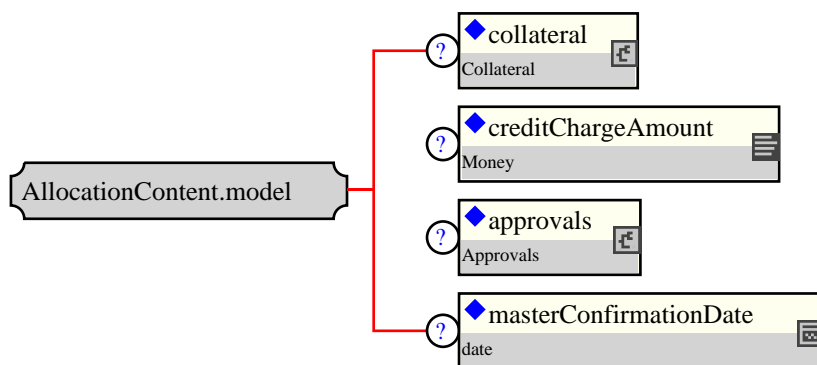 ?
collateral
Collateral
?
creditChargeAmount
Money
AllocationContent.model
?
approvals
Approvals
?
masterConfirmationDate
date